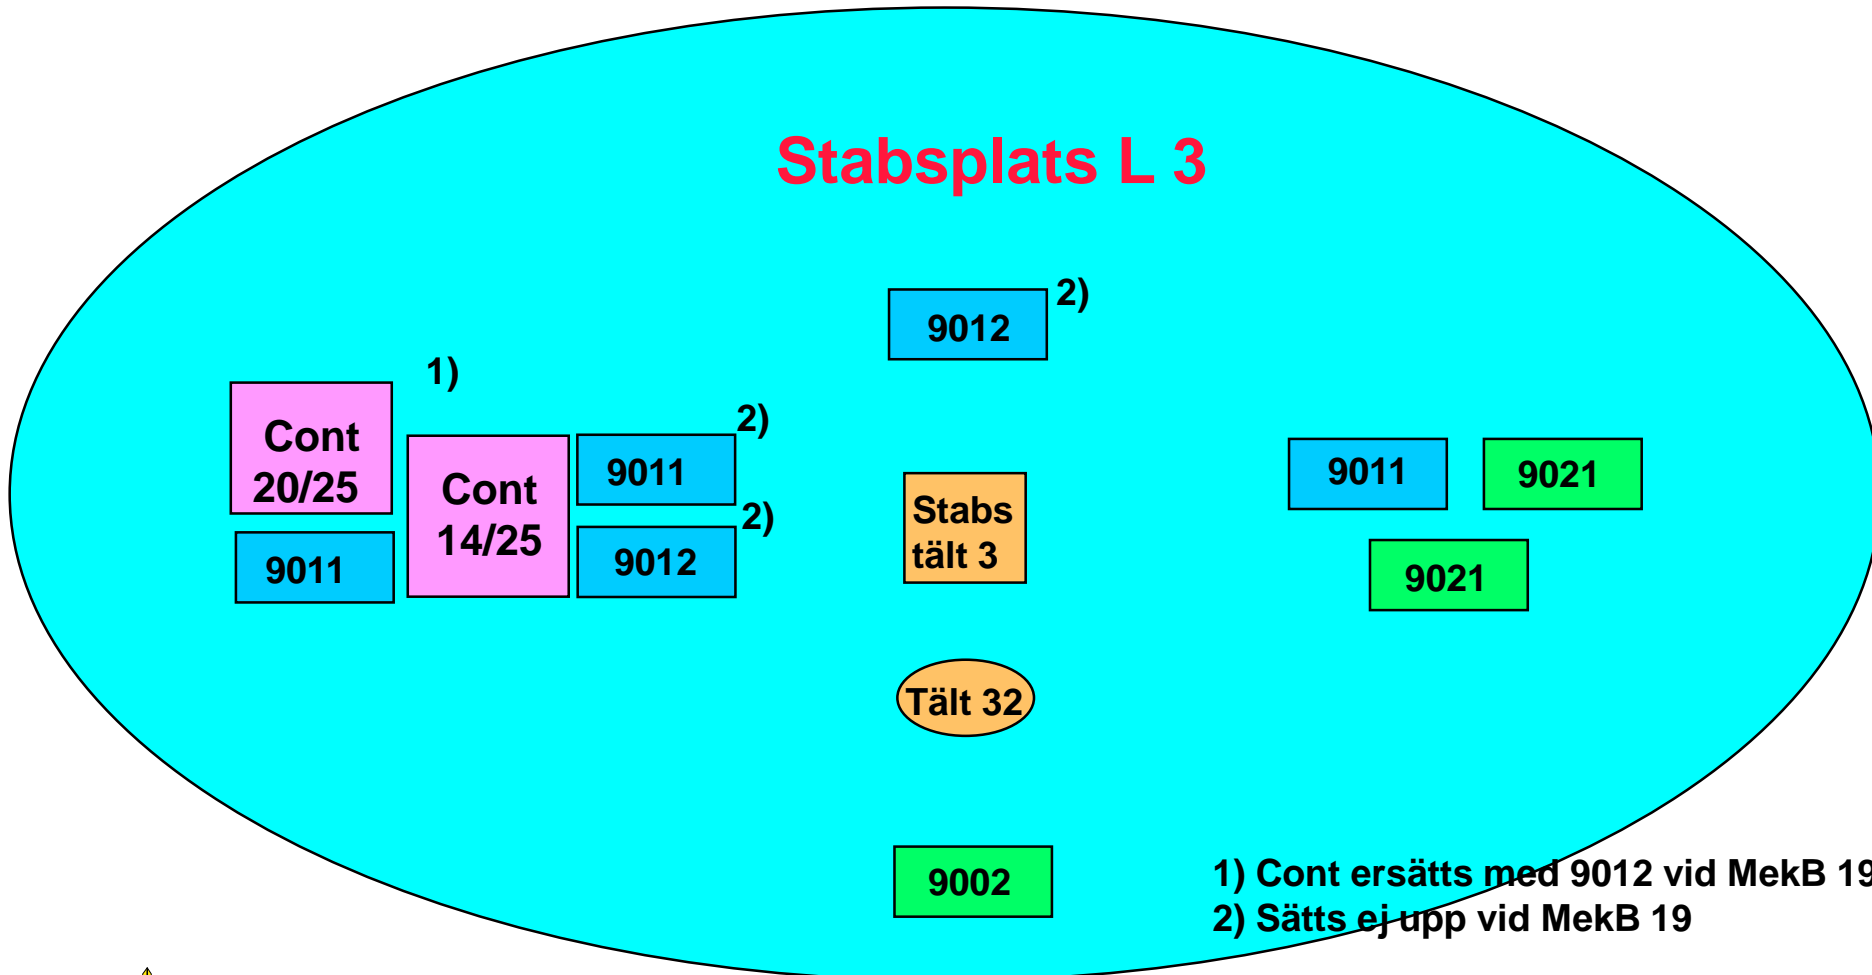 Stabsplats L 3
9012
2)
1)
Cont
20/25
Cont
14/25
9011
2)
9012
2)
9011
Stabs
tält 3
9011
9021
9021
Tält 32
9002
1) Cont ersätts med 9012 vid MekB 19
2) Sätts ej upp vid MekB 19